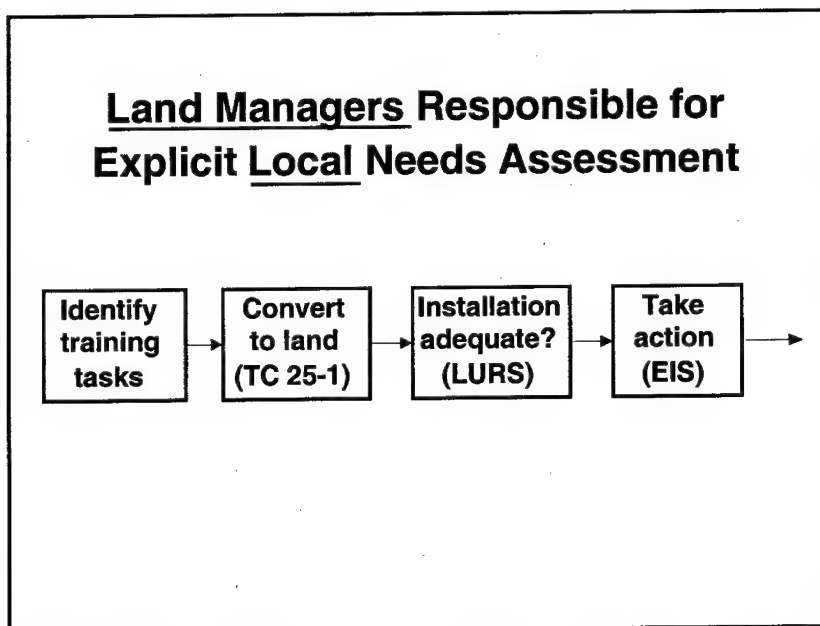 Land Managers Responsible for
Explicit Local Needs Assessment
Identify
training
tasks
Convert
to land
(TC 25-1)
Installation
adequate?
(LURS)
Take
action
(EIS)